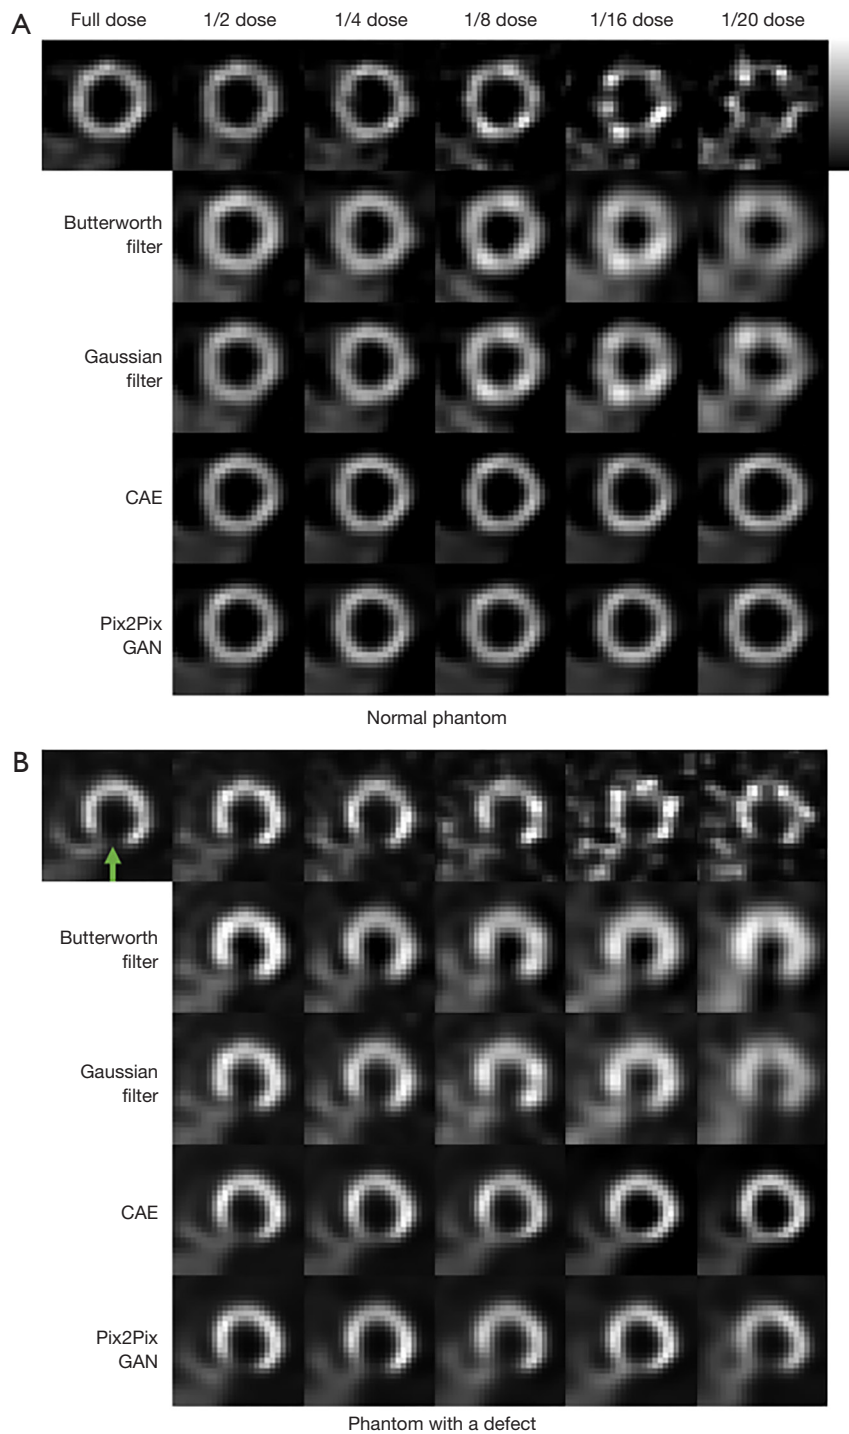 A
Full dose 1/2 dose 1/4 dose 1/8 dose 1/16 dose 1/20 dose
Butterworth
filter
Gaussian
filter
CAE
Pix2Pix
GAN
Normal phantom
B
Butterworth
filter
Gaussian
filter
CAE
Pix2Pix
GAN
Phantom with a defect